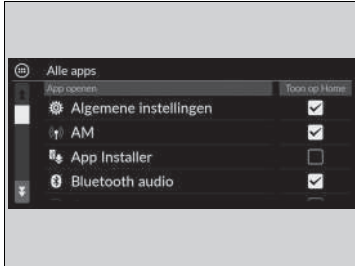 Alle apps
App openen Toon op Home
Algemene instellingen
AM
App Installer
Bluetooth audio